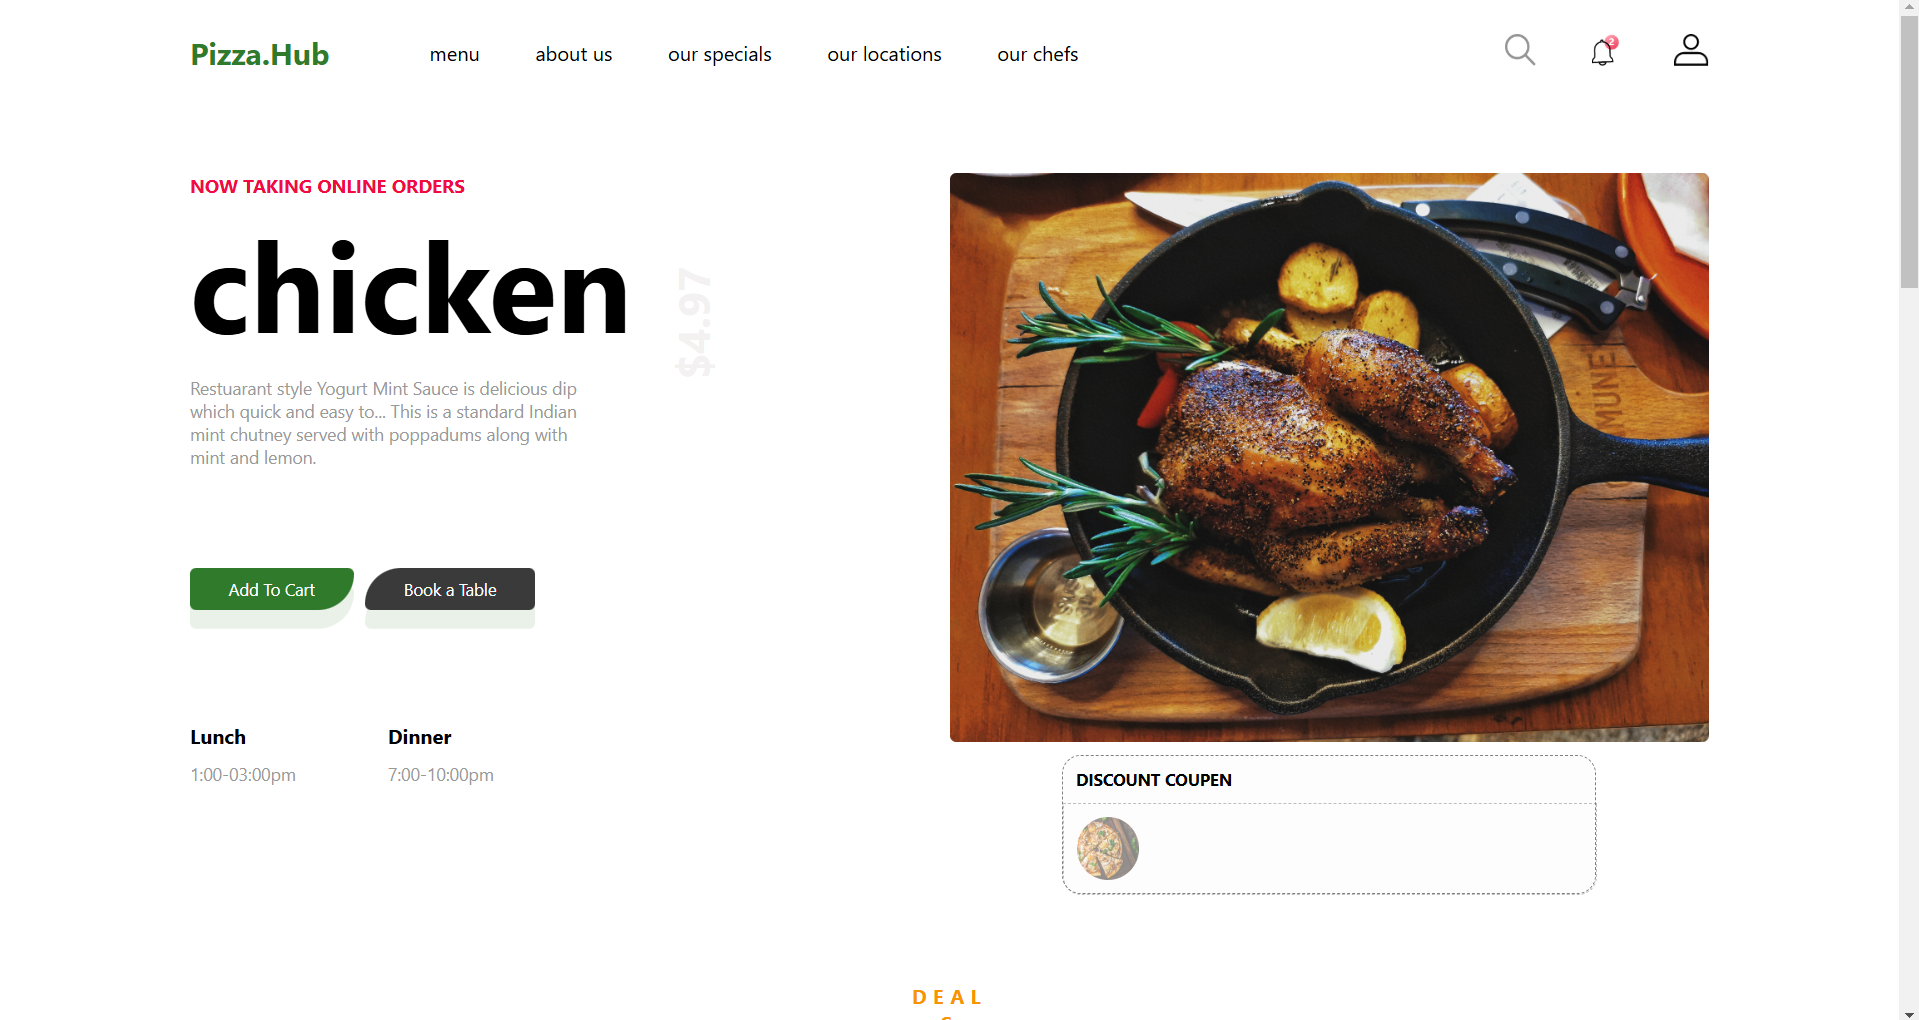 Pizza.Hub
menu
about us
our specials
our locations
our chefs
2
NOW TAKING ONLINE ORDERS
chicken
$4.97
Restuarant style Yogurt Mint Sauce is delicious dip
which quick and easy to... This is a standard Indian
mint chutney served with poppadums along with
mint and lemon.
Add To Cart
Book a Table
Lunch
Dinner
1:00-03:00pm
7:00-10:00pm
MUNE
DISCOUNT COUPEN
DEAL